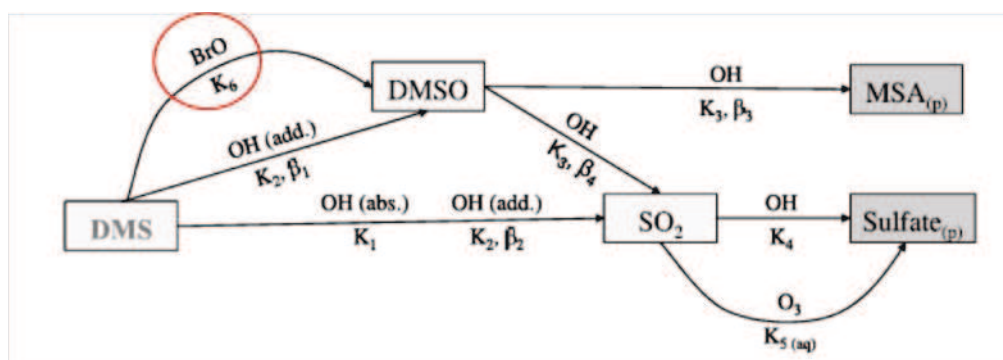 BrO
K6
DMSO
OH
K3, β3
MSA(p)
OH (add.)
K2, β1
OH
K3, β4
DMS
OH (abs.) OH (add.)
K1 K2, β2
SO2
OH
K4
Sulfate(p)
O3
K5 (aq)